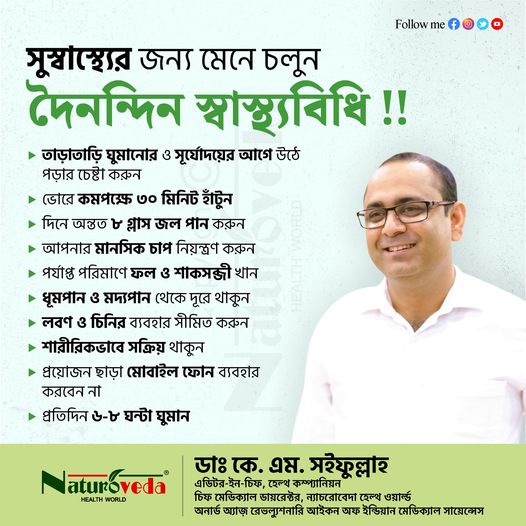 Follow me
সুস্বাস্থ্যের জন্য মেনে চলুন
দৈনন্দিন স্বাস্থ্যবিধি !!
তাড়াতাড়ি ঘুমানোর ও সূর্যোদয়ের আগে উঠে
পড়ার চেষ্টা করুন
ভোরে কমপক্ষে ৩০ মিনিট হাঁটুন
দিনে অন্তত ৮ গ্লাস জল পান করুন
আপনার মানসিক চাপ নিয়ন্ত্রণ করুন
পর্যাপ্ত পরিমাণে ফল ও শাকসব্জী খান
ধূমপান ও মদ্যপান থেকে দূরে থাকুন
লবণ ও চিনির ব্যবহার সীমিত করুন
শারীরিকভাবে সক্রিয় থাকুন
প্রয়োজন ছাড়া মোবাইল ফোন ব্যবহার
করবেন না
প্রতিদিন ৬-৮ ঘন্টা ঘুমান
Naturoveda®
HEALTH WORLD
ডাঃ কে. এম. সইফুল্লাহ
এডিটর-ইন-চিফ, হেল্থ কম্প্যানিয়ন
চিফ মেডিক্যাল ডায়রেক্টর, ন্যাচরোবেদা হেল্থ ওয়ার্ল্ড
অনার্ড অ্যাজ় রেভল্যুশনারি আইকন অফ ইন্ডিয়ান মেডিক্যাল সায়েন্সেস